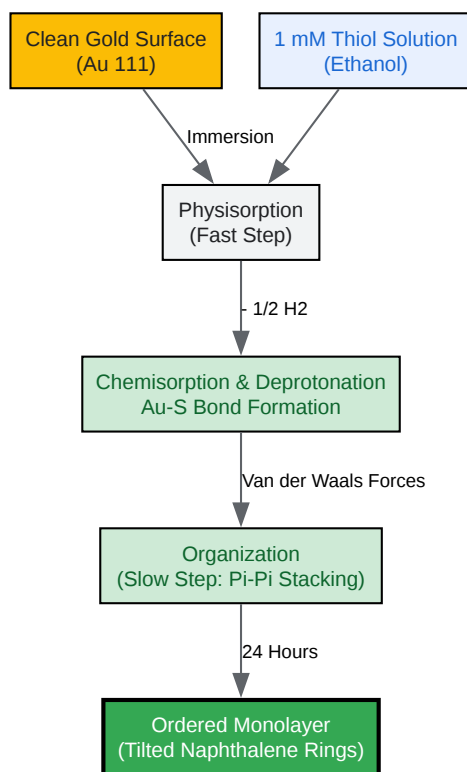 Clean Gold Surface
(Au 111)
1 mM Thiol Solution
(Ethanol)
Immersion
Physisorption
(Fast Step)
- 1/2 H2
Chemisorption & Deprotonation
Au-S Bond Formation
Van der Waals Forces
Organization
(Slow Step: Pi-Pi Stacking)
24 Hours
Ordered Monolayer
(Tilted Naphthalene Rings)